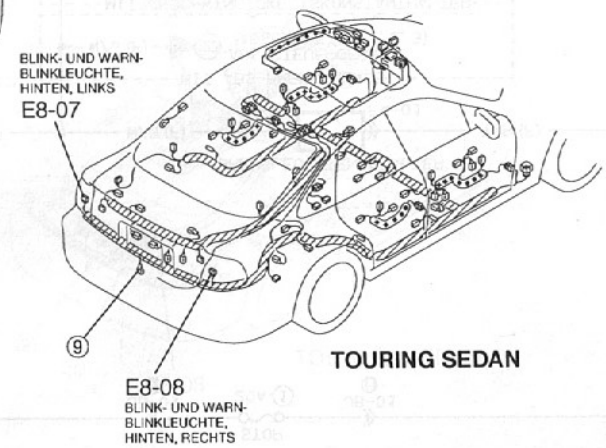 BLINK- UND WARN-
BLINKLEUCHTE,
HINTEN, LINKS
E8-07
9
TOURING SEDAN
E8-08
BLINK- UND WARN-
BLINKLEUCHTE,
HINTEN, RECHTS